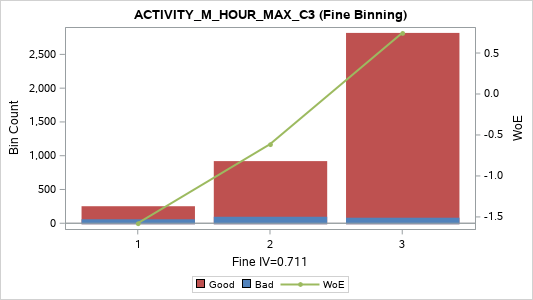 ACTIVITY_M_HOUR_MAX_C3 (Fine Binning)
2,500
2,000
1,500
1,000
500
0
Bin Count
0.5
0.0
-0.5
-1.0
-1.5
WoE
1 2 3
Fine IV=0.711
Good Bad WoE